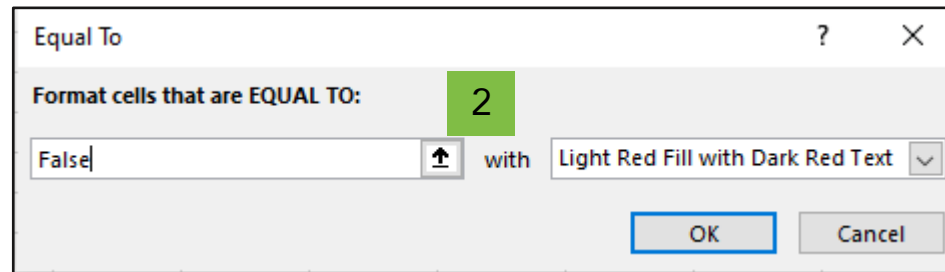 Equal To ?
Format cells that are EQUAL TO: 2
False with Light Red Fill with Dark Red Text
OK Cancel